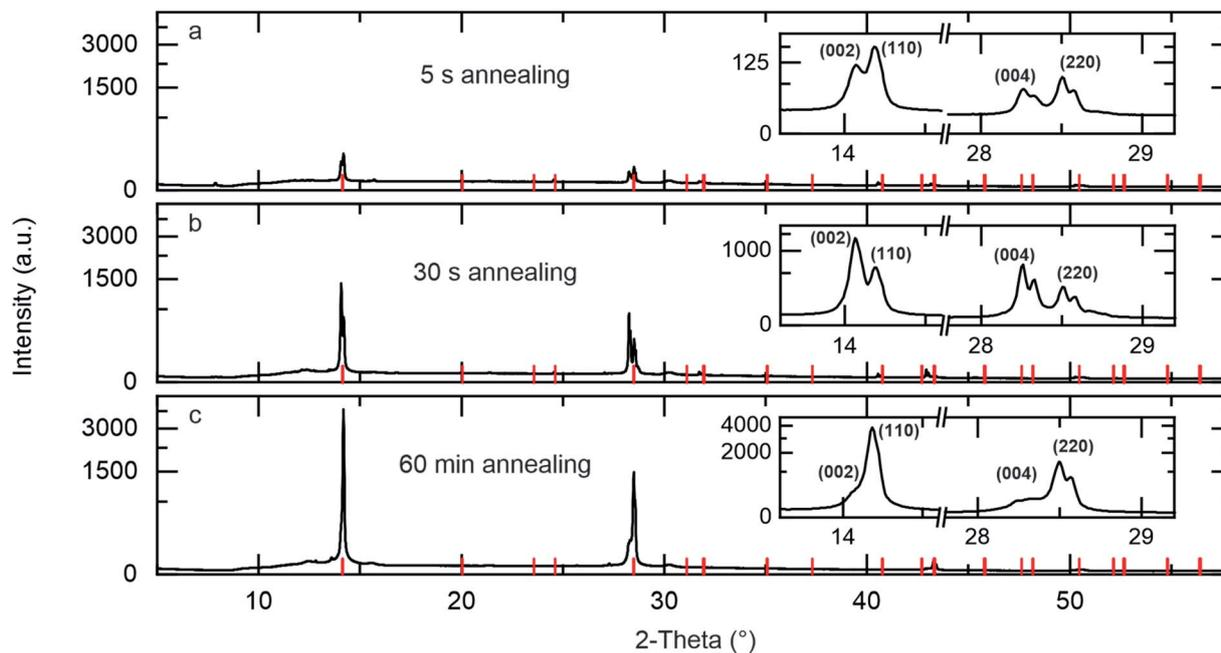 Intensity (a.u.)
a
5 s annealing
3000
1500
0
(002) (110)
(004) (220)
125
0
14 28 29
b
30 s annealing
3000
1500
0
(002) (110)
(004) (220)
1000
0
14 28 29
c
60 min annealing
3000
1500
0
(002) (110)
(004) (220)
4000
2000
0
14 28 29
10 20 30 40 50
2-Theta (°)